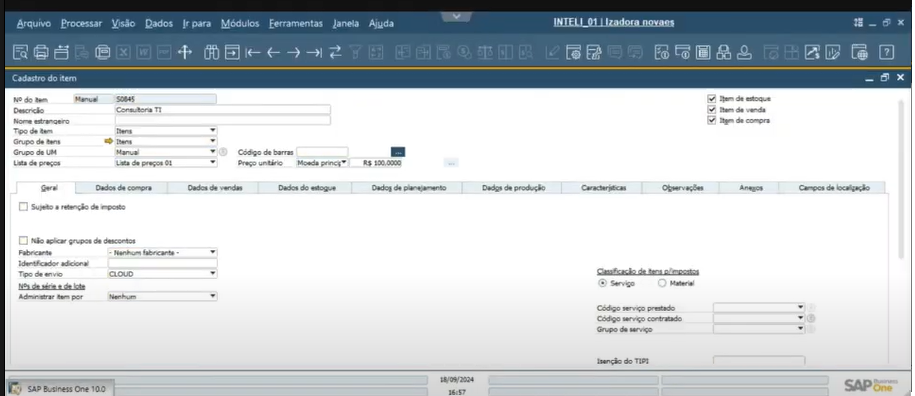 Arquivo Processar Visão Dados Ir para Módulos Ferramentas Janela Ajuda INTELI_01 | Izadora novaes
Cadastro do item
Nº do item Manual S0845
Descrição Consultoria TI
Nome estrangeiro
Tipo de item Itens
Grupo de itens Itens
Grupo de UM Manual
Lista de preços Lista de preços 01
Código de barras ...
Preço unitário Moeda princip R$ 100,0000 ...
Item de estoque
Item de venda
Item de compra
Geral Dados de compra Dados de vendas Dados do estoque Dados de planejamento Dados de produção Características Observações Anexos Campos de localização
Sujeito a retenção de imposto
Não aplicar grupos de descontos
Fabricante - Nenhum fabricante -
Identificador adicional
Tipo de envio CLOUD
Nºs de série e de lote
Administrar item por Nenhum
Classificação de itens p/impostos
Serviço Material
Código serviço prestado
Código serviço contratado
Grupo de serviço
Isenção do TIPI
SAP Business One 10.0
18/09/2024
16:57
SAP Business One